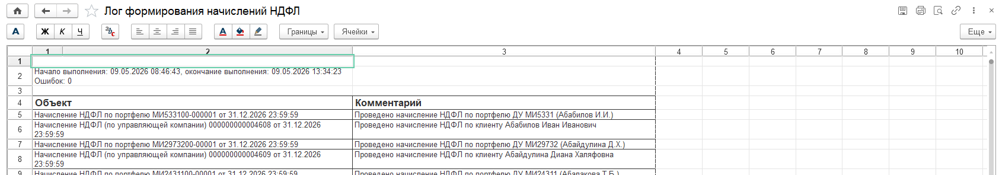 Лог формирования начислений НДФЛ
A Ж К Ч abc A Границы Ячейки Еще
1 2 3 4 5 6 7 8 9 10
1
2 Начало выполнения: 09.05.2026 08:46:43, окончание выполнения: 09.05.2026 13:34:23
Ошибок: 0
3
4 Объект Комментарий
5 Начисление НДФЛ по портфелю МИ533100-000001 от 31.12.2026 23:59:59 Проведено начисление НДФЛ по портфелю ДУ МИ5331 (Абабилов И.И.)
6 Начисление НДФЛ (по управляющей компании) 000000000004608 от 31.12.2026 Проведено начисление НДФЛ по клиенту Абабилов Иван Иванович
23:59:59
7 Начисление НДФЛ по портфелю МИ2973200-00001 от 31.12.2026 23:59:59 Проведено начисление НДФЛ по портфелю ДУ МИ29732 (Абайдулина Д.Х.)
8 Начисление НДФЛ (по управляющей компании) 000000000004609 от 31.12.2026 Проведено начисление НДФЛ по клиенту Абайдулина Диана Халяфовна
23:59:59
9 Начисление НДФЛ по портфелю МИ2431100-00001 от 31.12.2026 23:59:59 Проведено начисление НДФЛ по портфелю ДУ МИ24311 (Абалакова Т.Б.)